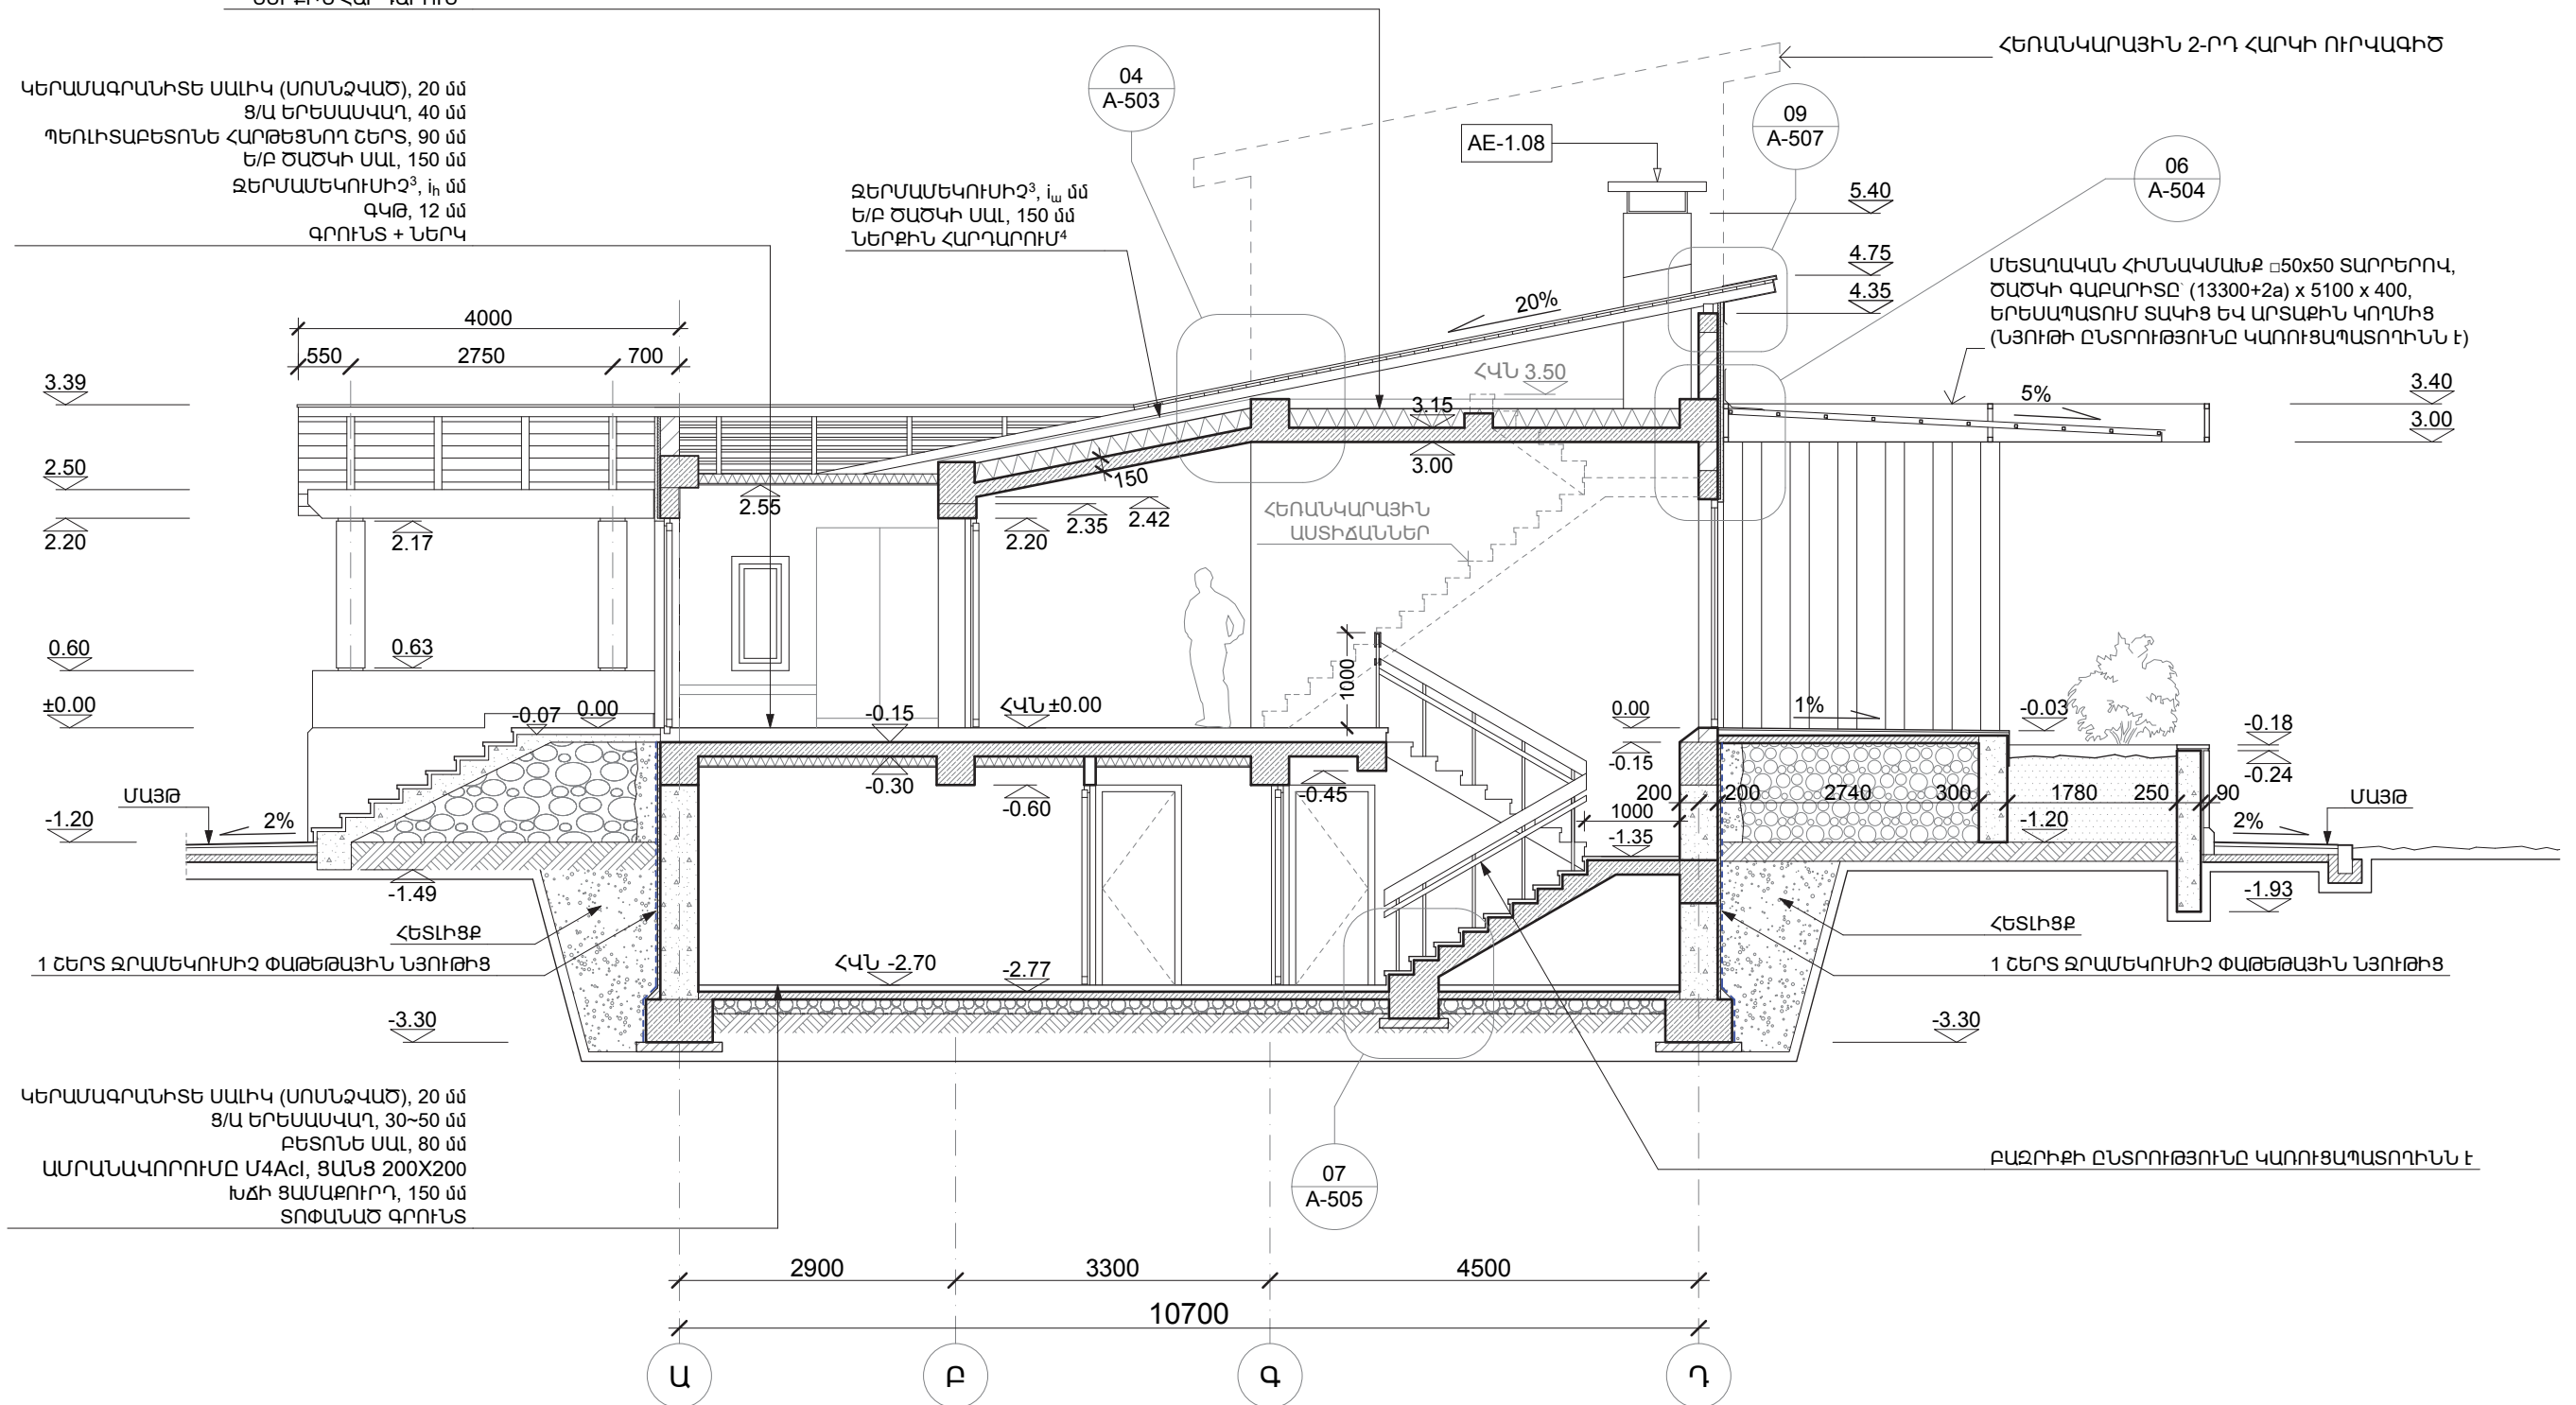 ՀԵՌԱՆԿԱՐԱՅԻՆ 2-ՐԴ ՀԱՐԿԻ ՈՒՐՎԱԳԻԾ
04
A-503
09
A-507
06
A-504
AE-1.08
ԿԵՐԱՄԱԳՐԱՆԻՏԵ ՍԱԼԻԿ (ՍՈՍՆՁՎԱԾ), 20 մմ
Ց/Ա ԵՐԵՍԱՍՎԱՂ, 40 մմ
ՊԵՌԼԻՏԱԲԵՏՈՆԵ ՀԱՐԹԵՑՆՈՂ ՇԵՐՏ, 90 մմ
Ե/Բ ԾԱԾԿԻ ՍԱԼ, 150 մմ
ՋԵՐՄԱՄԵԿՈՒՍԻՉ³, iհ մմ
ԳԿԹ, 12 մմ
ԳՐՈՒՆՏ + ՆԵՐԿ
ՋԵՐՄԱՄԵԿՈՒՍԻՉ³, iա մմ
Ե/Բ ԾԱԾԿԻ ՍԱԼ, 150 մմ
ՆԵՐՔԻՆ ՀԱՐԴԱՐՈՒՄ⁴
5.40
4.75
4.35
ՄԵՏԱՂԱԿԱՆ ՀԻՄՆԱԿՄԱԽՔ □50x50 ՏԱՐՐԵՐՈՎ,
ԾԱԾԿԻ ԳԱԲԱՐԻՏԸ՝ (13300+2a) x 5100 x 400,
ԵՐԵՍԱՊԱՏՈՒՄ ՏԱԿԻՑ ԵՎ ԱՐՏԱՔԻՆ ԿՈՂՄԻՑ
(ՆՅՈՒԹԻ ԸՆՏՐՈՒԹՅՈՒՆԸ ԿԱՌՈՒՑԱՊԱՏՈՂԻՆՆ Է)
4000
550 2750 700
20%
ՀՎՆ 3.50
3.39
3.15
5%
3.40
3.00
3.00
2.50
2.55
150
2.35
2.42
2.20
2.20
2.17
ՀԵՌԱՆԿԱՐԱՅԻՆ
ԱՍՏԻՃԱՆՆԵՐ
0.60
0.63
1000
±0.00
-0.07
0.00
-0.15
ՀՎՆ ±0.00
0.00
1%
-0.03
-0.18
-0.15
-0.24
-0.30
-0.60
-0.45
200 200 2740 300 1780 250 90
ՄԱՅԹ
-1.20
2%
1000
-1.35
-1.20
2%
ՄԱՅԹ
-1.49
-1.93
ՀԵՏԼԻՑՔ
ՀԵՏԼԻՑՔ
1 ՇԵՐՏ ՋՐԱՄԵԿՈՒՍԻՉ ՓԱԹԵԹԱՅԻՆ ՆՅՈՒԹԻՑ
ՀՎՆ -2.70
-2.77
1 ՇԵՐՏ ՋՐԱՄԵԿՈՒՍԻՉ ՓԱԹԵԹԱՅԻՆ ՆՅՈՒԹԻՑ
-3.30
-3.30
ԿԵՐԱՄԱԳՐԱՆԻՏԵ ՍԱԼԻԿ (ՍՈՍՆՁՎԱԾ), 20 մմ
Ց/Ա ԵՐԵՍԱՍՎԱՂ, 30~50 մմ
ԲԵՏՈՆԵ ՍԱԼ, 80 մմ
ԱՄՐԱՆԱՎՈՐՈՒՄԸ Մ4AcI, ՑԱՆՑ 200X200
ԽՃԻ ՑԱՄԱՔՈՒՐԴ, 150 մմ
ՏՈՓԱՆԱԾ ԳՐՈՒՆՏ
07
A-505
ԲԱԶՐԻՔԻ ԸՆՏՐՈՒԹՅՈՒՆԸ ԿԱՌՈՒՑԱՊԱՏՈՂԻՆՆ Է
2900 3300 4500
10700
Ա Բ Գ Դ